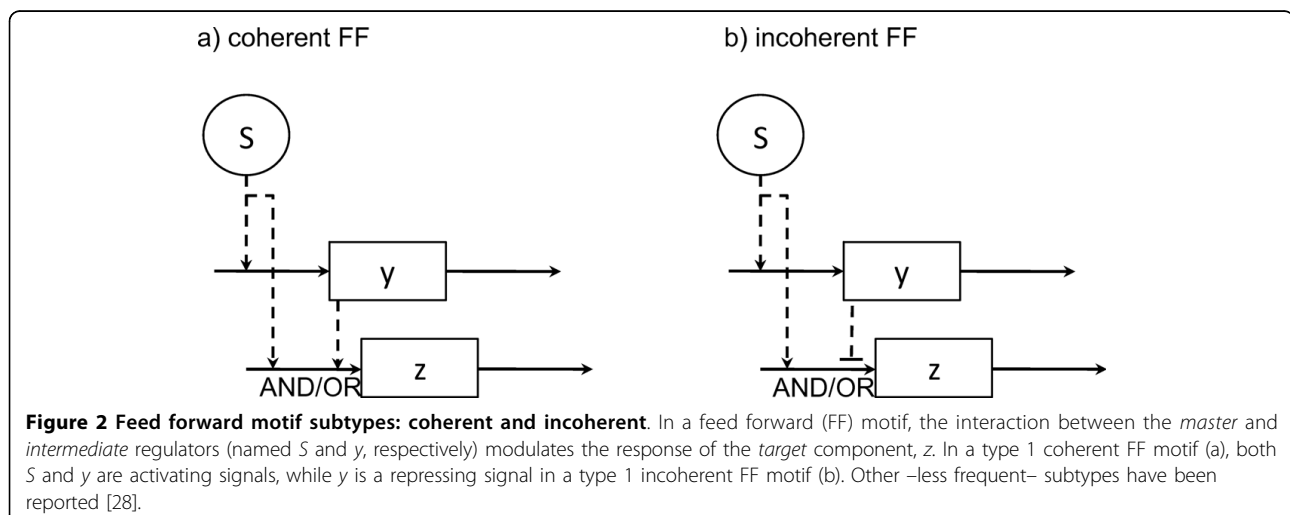 a) coherent FF
b) incoherent FF
S
S
y
y
z
z
AND/OR
AND/OR
Figure 2 Feed forward motif subtypes: coherent and incoherent. In a feed forward (FF) motif, the interaction between the master and
intermediate regulators (named S and y, respectively) modulates the response of the target component, z. In a type 1 coherent FF motif (a), both
S and y are activating signals, while y is a repressing signal in a type 1 incoherent FF motif (b). Other –less frequent– subtypes have been
reported [28].